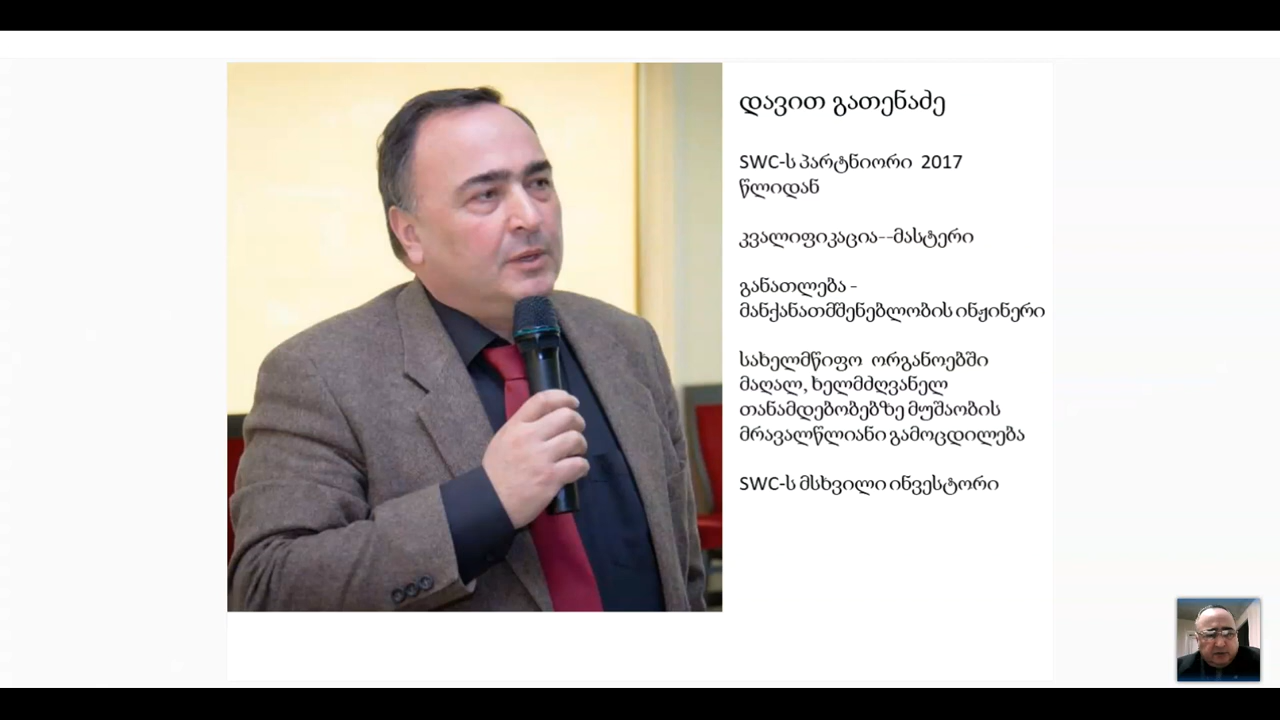 დავით გათენაძე
SWC-ს პარტნიორი 2017
წლიდან
კვალიფიკაცია--მასტერი
განათლება -
მანქანათმშენებლობის ინჟინერი
სახელმწიფო ორგანოებში
მაღალ, ხელმძღვანელ
თანამდებობებზე მუშაობის
მრავალწლიანი გამოცდილება
SWC-ს მსხვილი ინვესტორი